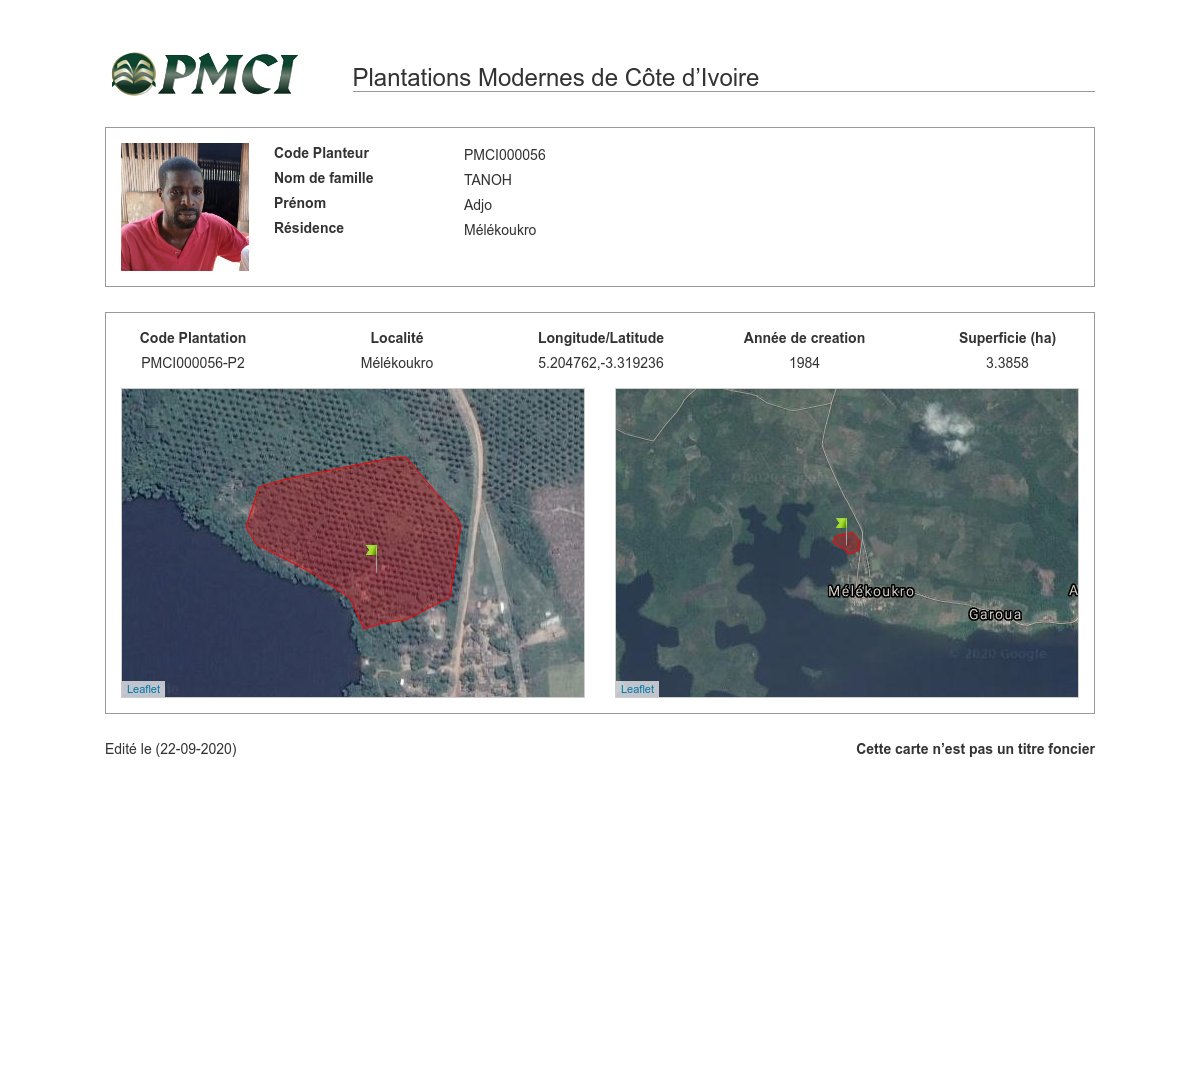 PMCI
Plantations Modernes de Côte d’Ivoire
Code Planteur PMCI000056
Nom de famille TANOH
Prénom Adjo
Résidence Mélékoukro
Code Plantation Localité Longitude/Latitude Année de creation Superficie (ha)
PMCI000056-P2 Mélékoukro 5.204762,-3.319236 1984 3.3858
Mélékoukro
Garoua
A
© 2020 Google
Leaflet
Leaflet
Edité le (22-09-2020) Cette carte n’est pas un titre foncier